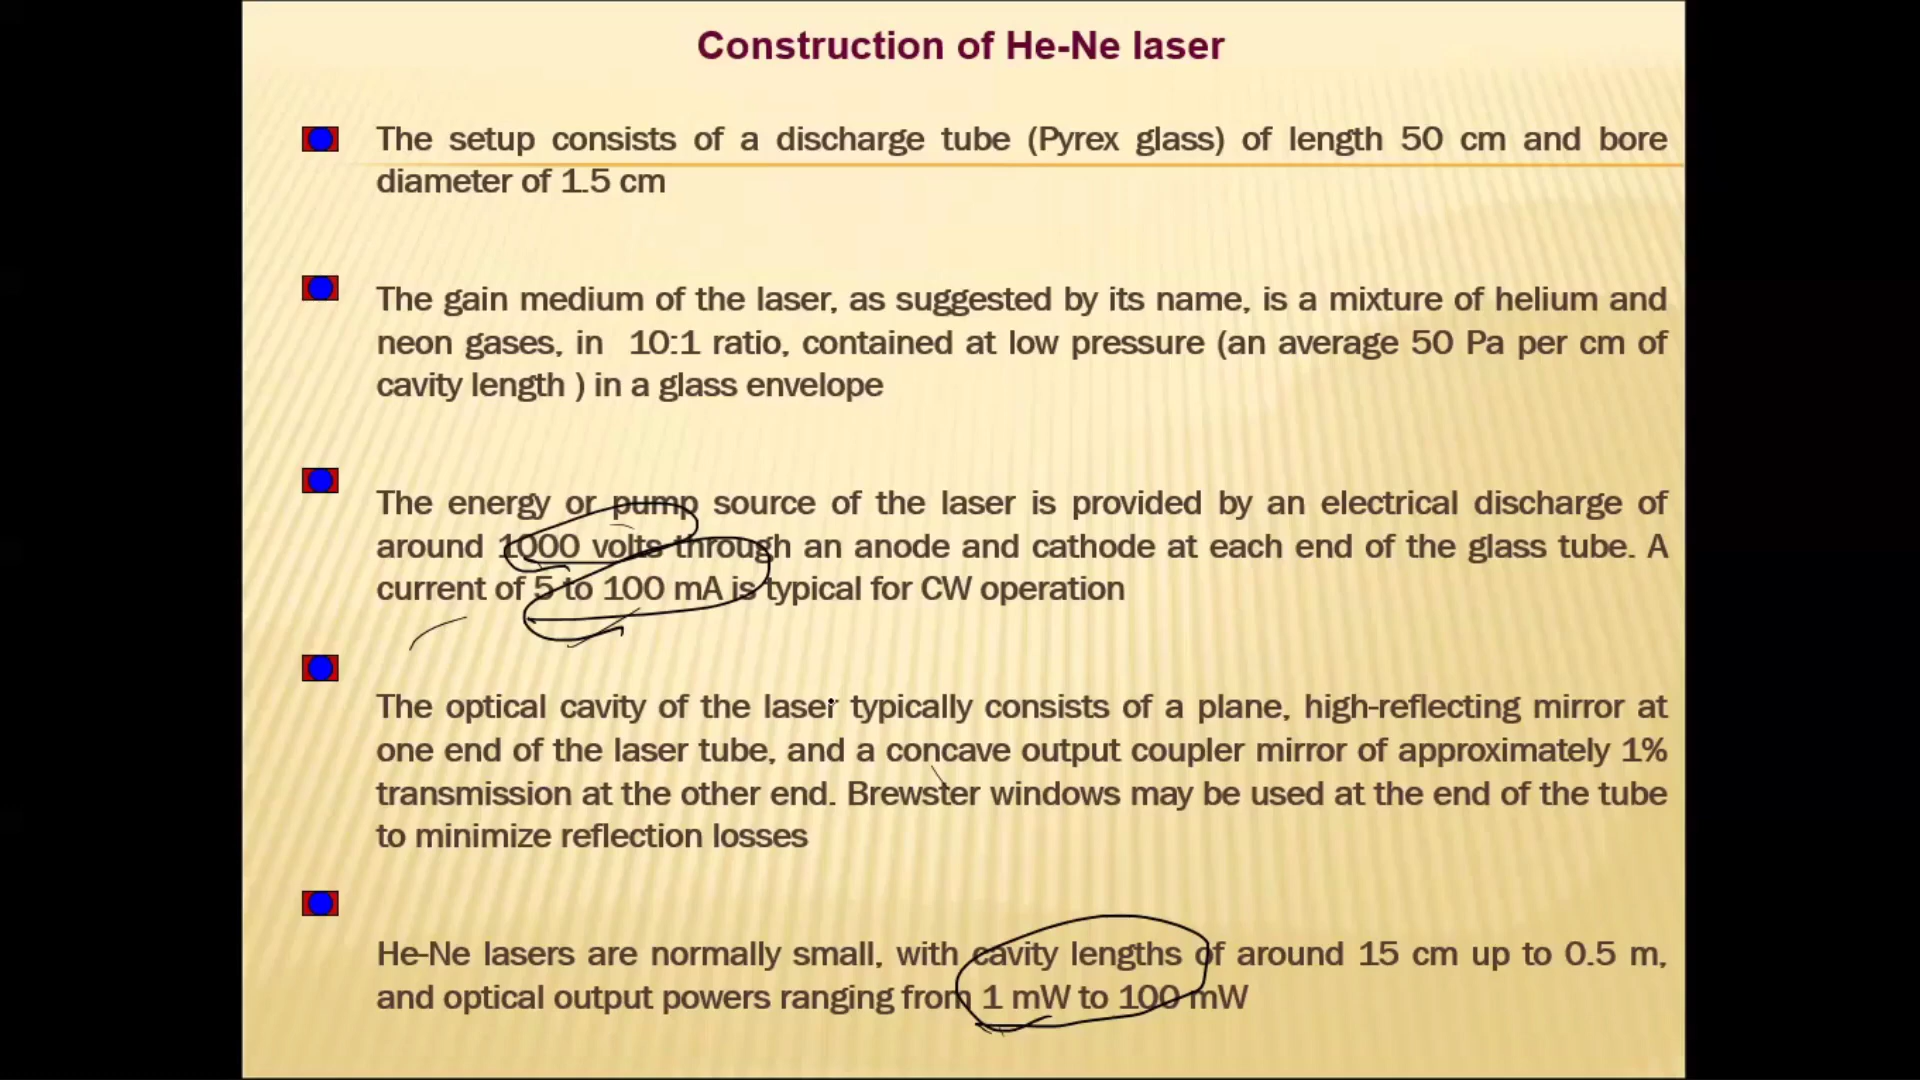 Construction of He-Ne laser
The setup consists of a discharge tube (Pyrex glass) of length 50 cm and bore
diameter of 1.5 cm
The gain medium of the laser, as suggested by its name, is a mixture of helium and
neon gases, in 10:1 ratio, contained at low pressure (an average 50 Pa per cm of
cavity length ) in a glass envelope
The energy or pump source of the laser is provided by an electrical discharge of
around 1000 volts through an anode and cathode at each end of the glass tube. A
current of 5 to 100 mA is typical for CW operation
The optical cavity of the laser typically consists of a plane, high-reflecting mirror at
one end of the laser tube, and a concave output coupler mirror of approximately 1%
transmission at the other end. Brewster windows may be used at the end of the tube
to minimize reflection losses
He-Ne lasers are normally small, with cavity lengths of around 15 cm up to 0.5 m,
and optical output powers ranging from 1 mW to 100 mW